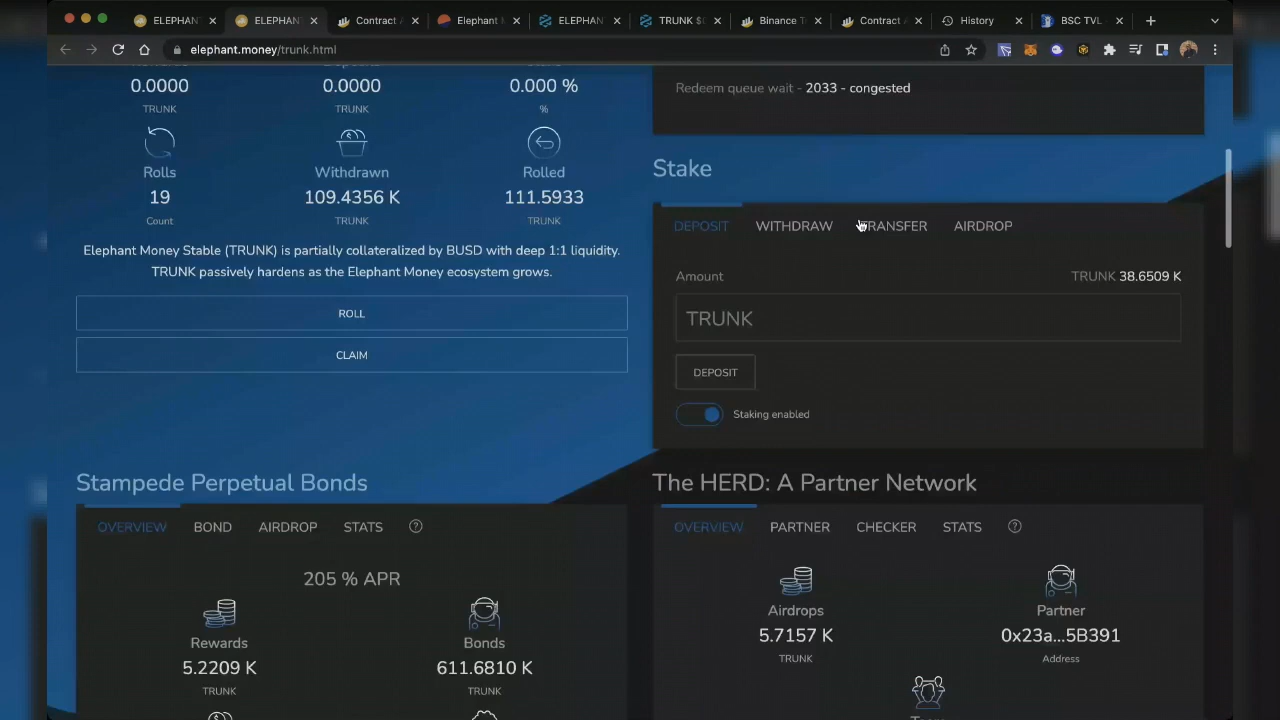 ELEPHANT
ELEPHANT
Contract
Elephant M
ELEPHAN
TRUNK $0
Binance T
Contract A
History
BSC TVL
elephant.money/trunk.html
0.0000
0.0000
0.000 %
TRUNK
TRUNK
%
Rolls
Withdrawn
Rolled
19
109.4356 K
111.5933
Count
TRUNK
TRUNK
Elephant Money Stable (TRUNK) is partially collateralized by BUSD with deep 1:1 liquidity.
TRUNK passively hardens as the Elephant Money ecosystem grows.
ROLL
CLAIM
Redeem queue wait - 2033 - congested
Stake
DEPOSIT WITHDRAW TRANSFER AIRDROP
Amount TRUNK 38.6509 K
TRUNK
DEPOSIT
Staking enabled
Stampede Perpetual Bonds
OVERVIEW BOND AIRDROP STATS ?
205 % APR
Rewards
Bonds
5.2209 K
611.6810 K
TRUNK
TRUNK
The HERD: A Partner Network
OVERVIEW PARTNER CHECKER STATS ?
Airdrops
Partner
5.7157 K
0x23a...5B391
TRUNK
Address